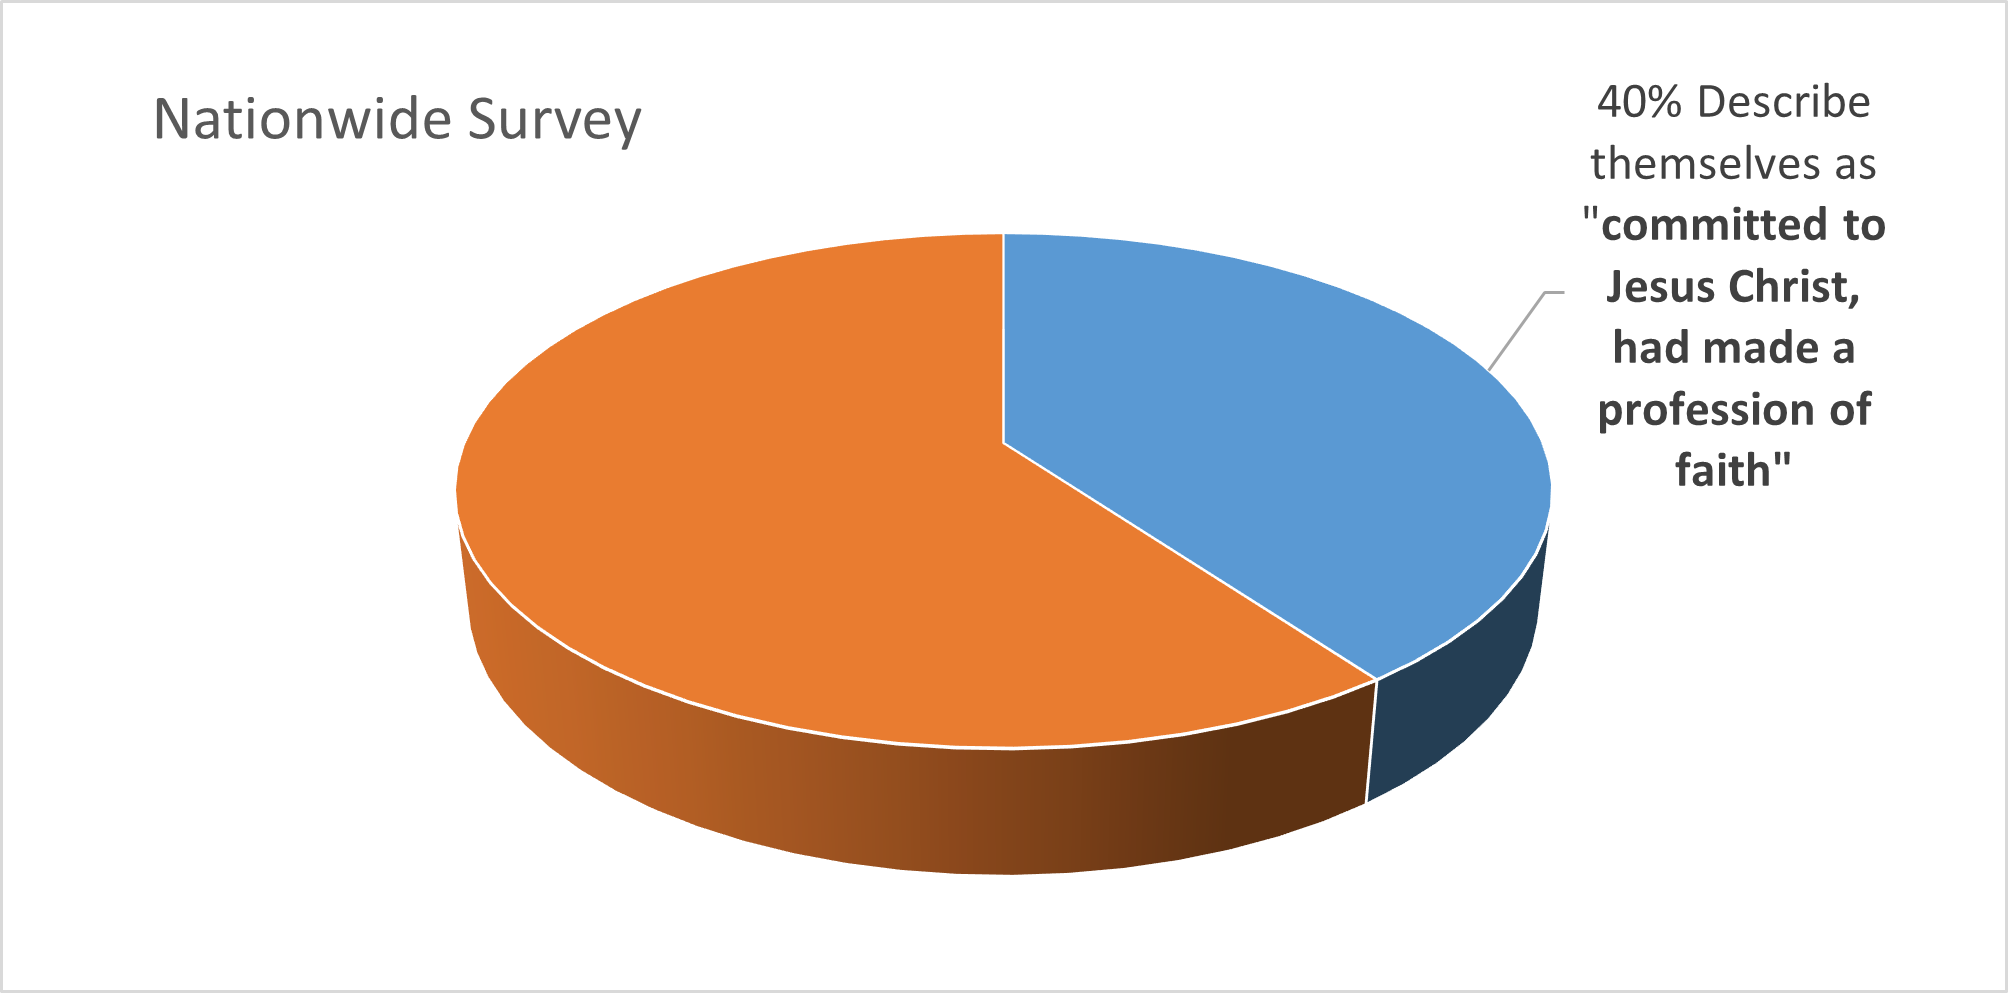 Nationwide Survey
40% Describe
themselves as
"committed to
Jesus Christ,
had made a
profession of
faith"